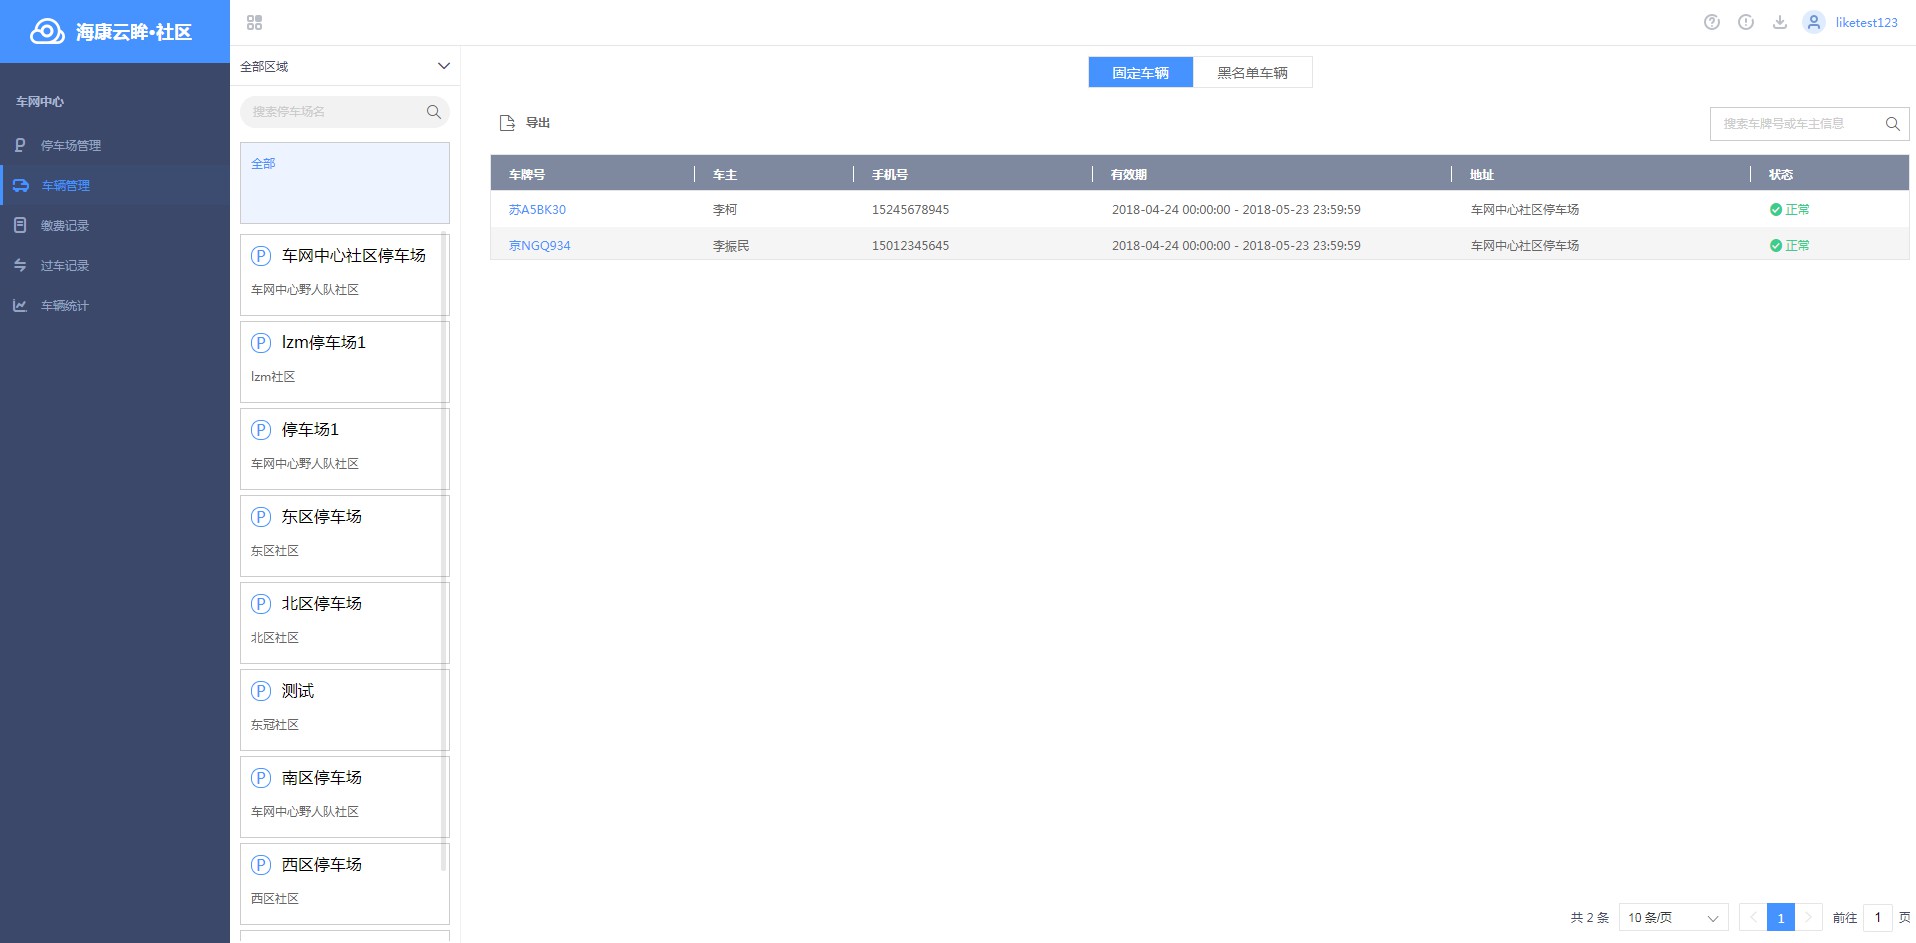 海康云眸·社区
liketest123
车网中心
停车场管理
车辆管理
缴费记录
过车记录
车辆统计
全部区域
搜索停车场名
全部
P 车网中心社区停车场
车网中心野人队社区
P lzm停车场1
lzm社区
P 停车场1
车网中心野人队社区
P 东区停车场
东区社区
P 北区停车场
北区社区
P 测试
东冠社区
P 南区停车场
车网中心野人队社区
P 西区停车场
西区社区
固定车辆 黑名单车辆
导出
搜索车牌号或车主信息
车牌号 车主 手机号 有效期 地址 状态
苏A5BK30 李柯 15245678945 2018-04-24 00:00:00 - 2018-05-23 23:59:59 车网中心社区停车场 正常
京NGQ934 李振民 15012345645 2018-04-24 00:00:00 - 2018-05-23 23:59:59 车网中心社区停车场 正常
共 2 条 10 条/页 1 前往 1 页